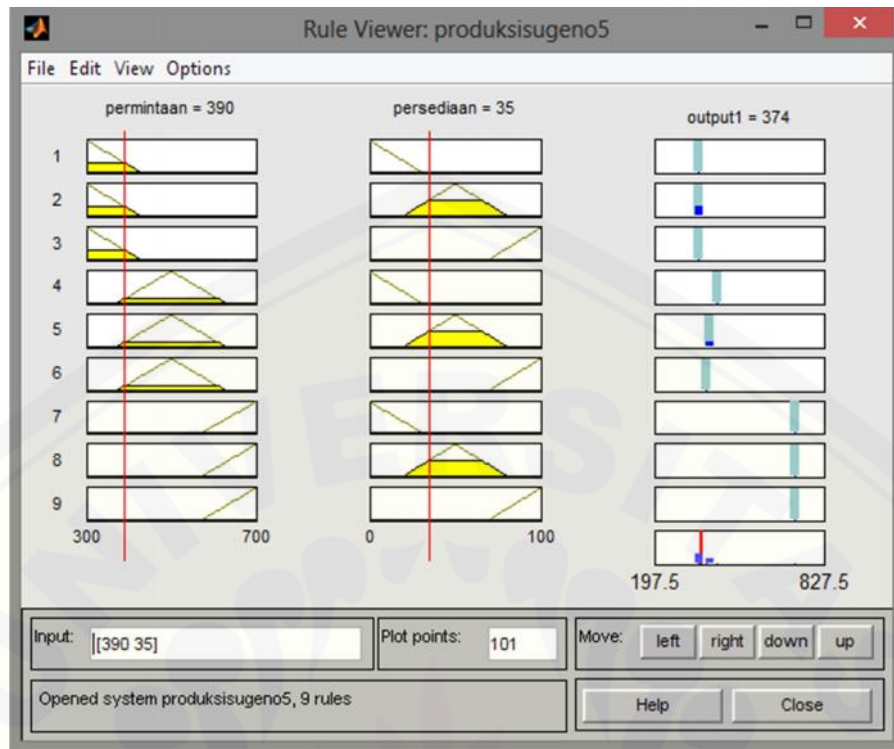 Rule Viewer: produksisugeno5
File Edit View Options
permintaan = 390
persediaan = 35
output1 = 374
1
2
3
4
5
6
7
8
9
300 700
0 100
197.5 827.5
Input: [390 35]
Plot points: 101
Move: left right down up
Opened system produksisugeno5, 9 rules
Help Close
UNIVERSITA